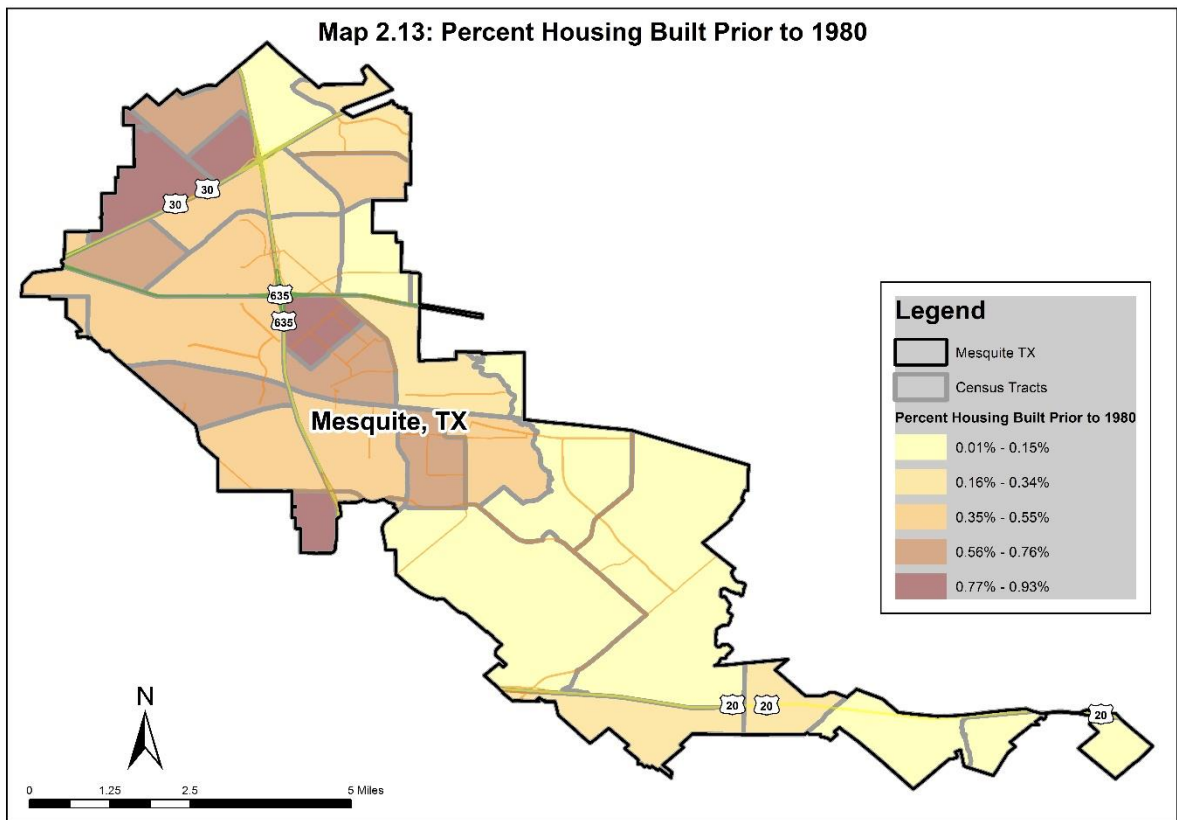 Map 2.13: Percent Housing Built Prior to 1980
30
30
635
635
Mesquite, TX
20
20
20
Legend
Mesquite TX
Census Tracts
Percent Housing Built Prior to 1980
0.01% - 0.15%
0.16% - 0.34%
0.35% - 0.55%
0.56% - 0.76%
0.77% - 0.93%
N
0 1.25 2.5 5 Miles